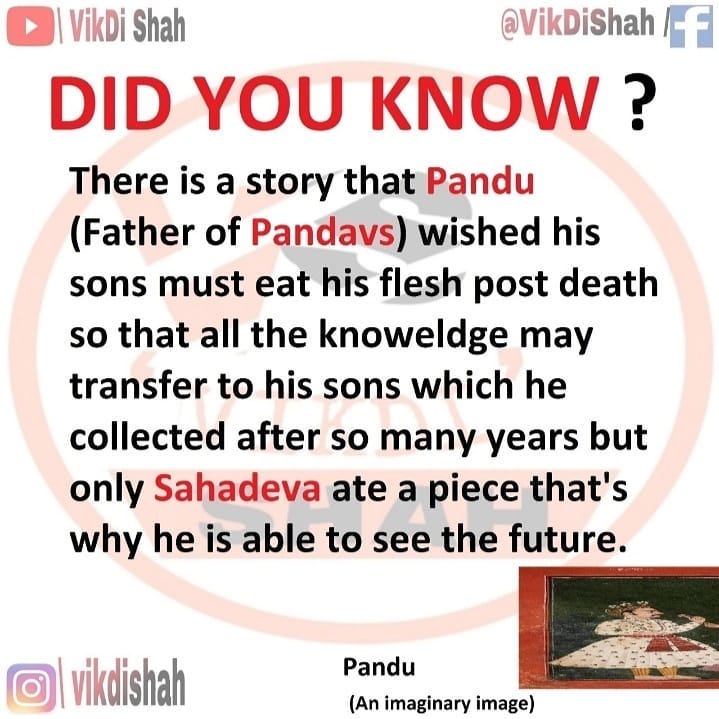 VikDi Shah
@VikDiShah /
DID YOU KNOW ?
There is a story that Pandu
(Father of Pandavs) wished his
sons must eat his flesh post death
so that all the knoweldge may
transfer to his sons which he
collected after so many years but
only Sahadeva ate a piece that's
why he is able to see the future.
SHAH
Pandu
(An imaginary image)
vikdishah